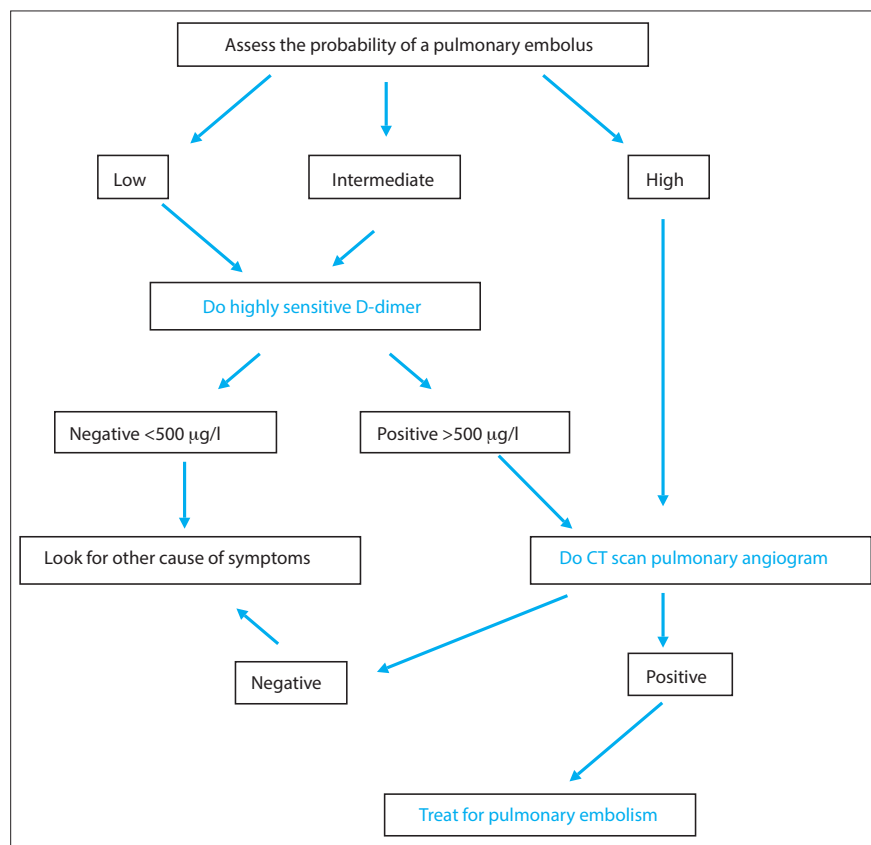 Assess the probability of a pulmonary embolus
Low
Intermediate
High
Do highly sensitive D-dimer
Negative <500 μg/l
Positive >500 μg/l
Look for other cause of symptoms
Do CT scan pulmonary angiogram
Negative
Positive
Treat for pulmonary embolism